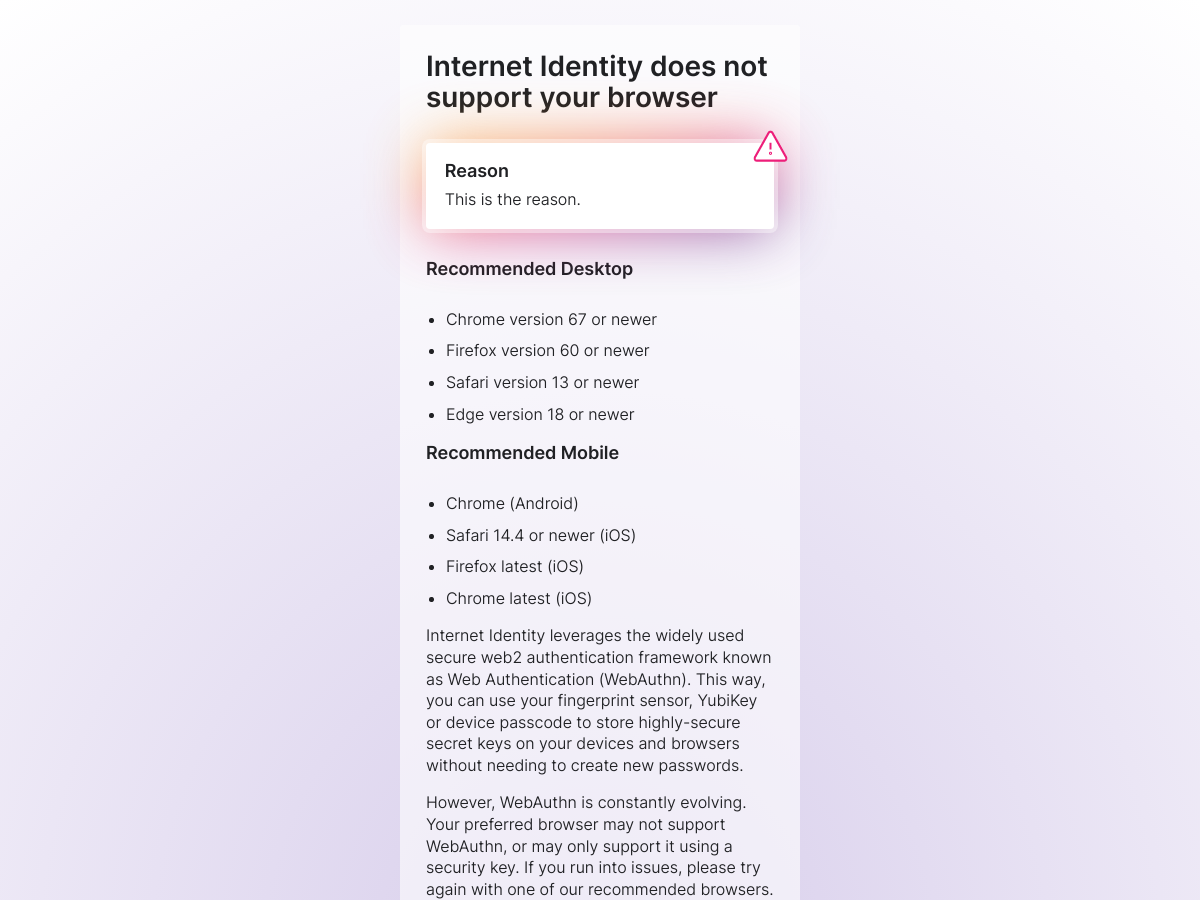 Internet Identity does not
support your browser
Reason
This is the reason.
Recommended Desktop
• Chrome version 67 or newer
• Firefox version 60 or newer
• Safari version 13 or newer
• Edge version 18 or newer
Recommended Mobile
• Chrome (Android)
• Safari 14.4 or newer (iOS)
• Firefox latest (iOS)
• Chrome latest (iOS)
Internet Identity leverages the widely used
secure web2 authentication framework known
as Web Authentication (WebAuthn). This way,
you can use your fingerprint sensor, YubiKey
or device passcode to store highly-secure
secret keys on your devices and browsers
without needing to create new passwords.
However, WebAuthn is constantly evolving.
Your preferred browser may not support
WebAuthn, or may only support it using a
security key. If you run into issues, please try
again with one of our recommended browsers.